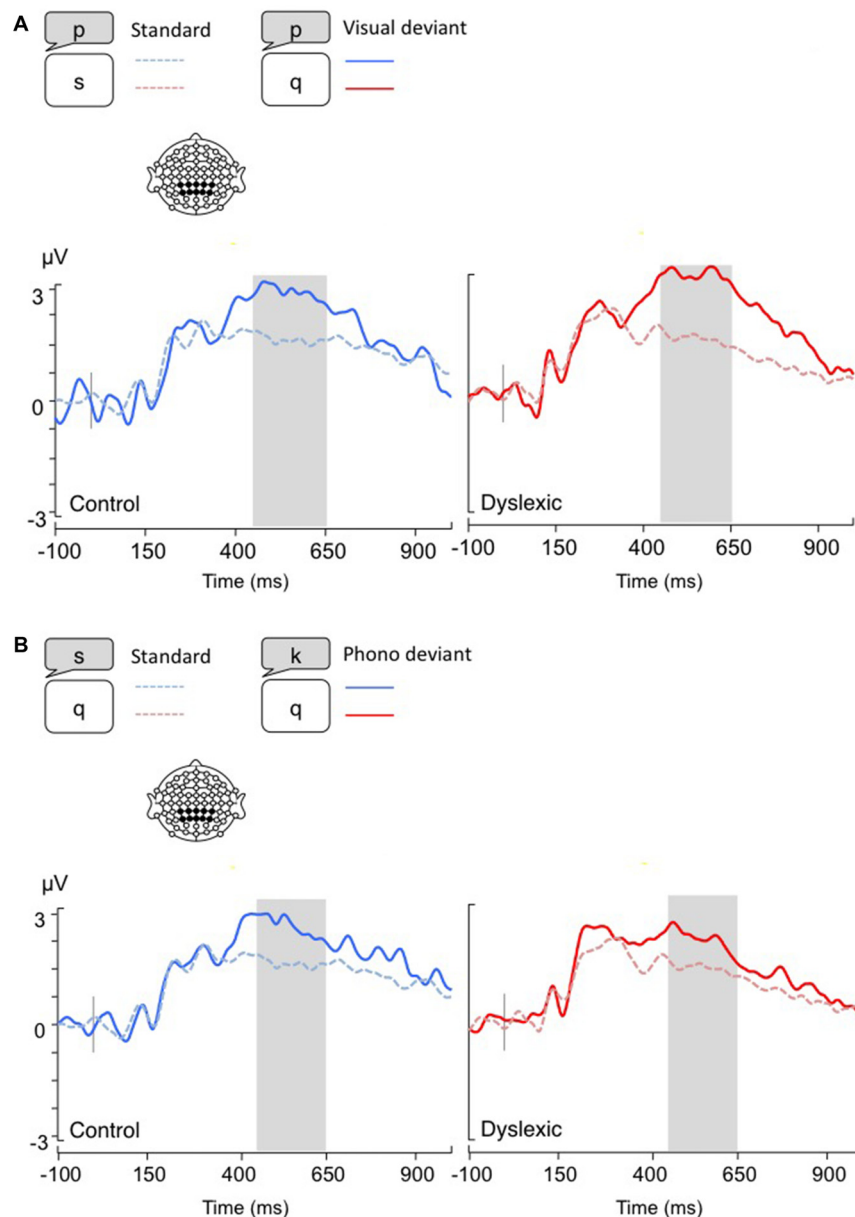 A
p Standard p Visual deviant
s q
µV
3
0
-3
Control Dyslexic
-100 150 400 650 900 -100 150 400 650 900
Time (ms) Time (ms)
B
s Standard k Phono deviant
q q
µV
3
0
-3
Control Dyslexic
-100 150 400 650 900 -100 150 400 650 900
Time (ms) Time (ms)